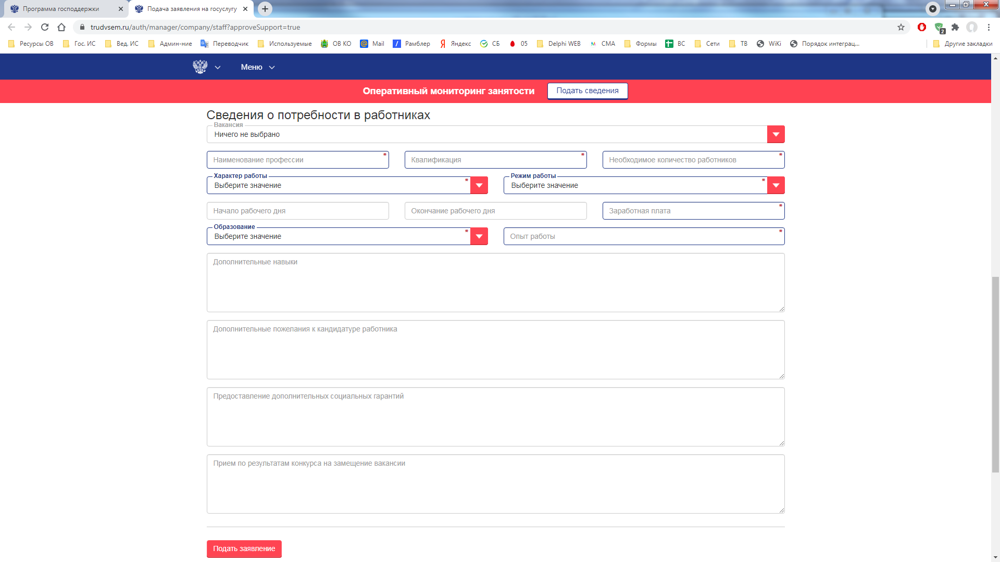 Программа господдержки
Подача заявления на госуслугу
trudvsem.ru/auth/manager/company/staff?approveSupport=true
2
Ресурсы ОВ
Гос. ИС
Вед. ИС
Админ-ние
Переводчик
Используемые
ОВ КО
Mail
Рамблер
Яндекс
СБ
05
Delphi WEB
СМА
Формы
ВС
Сети
ТВ
WiKi
Порядок интеграц...
Другие закладки
Меню
Оперативный мониторинг занятости
Подать сведения
Сведения о потребности в работниках
Вакансия
Ничего не выбрано
Наименование профессии *
Квалификация *
Необходимое количество работников *
Характер работы
Выберите значение *
Режим работы
Выберите значение *
Начало рабочего дня
Окончание рабочего дня
Заработная плата *
Образование
Выберите значение *
Опыт работы *
Дополнительные навыки
Дополнительные пожелания к кандидатуре работника
Предоставление дополнительных социальных гарантий
Прием по результатам конкурса на замещение вакансии
Подать заявление